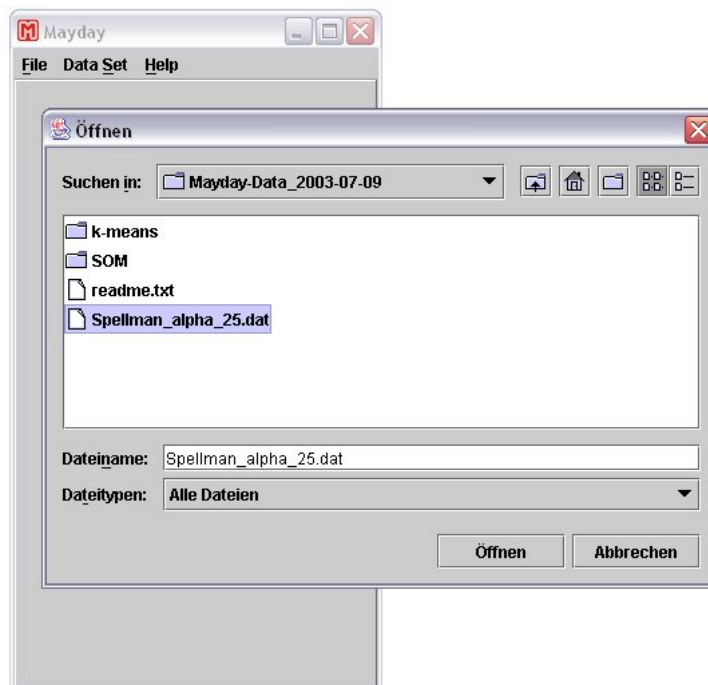 M Mayday
File Data Set Help
Öffnen
Suchen in: Mayday-Data_2003-07-09
k-means
SOM
readme.txt
Spellman_alpha_25.dat
Dateiname: Spellman_alpha_25.dat
Dateitypen: Alle Dateien
Öffnen Abbrechen